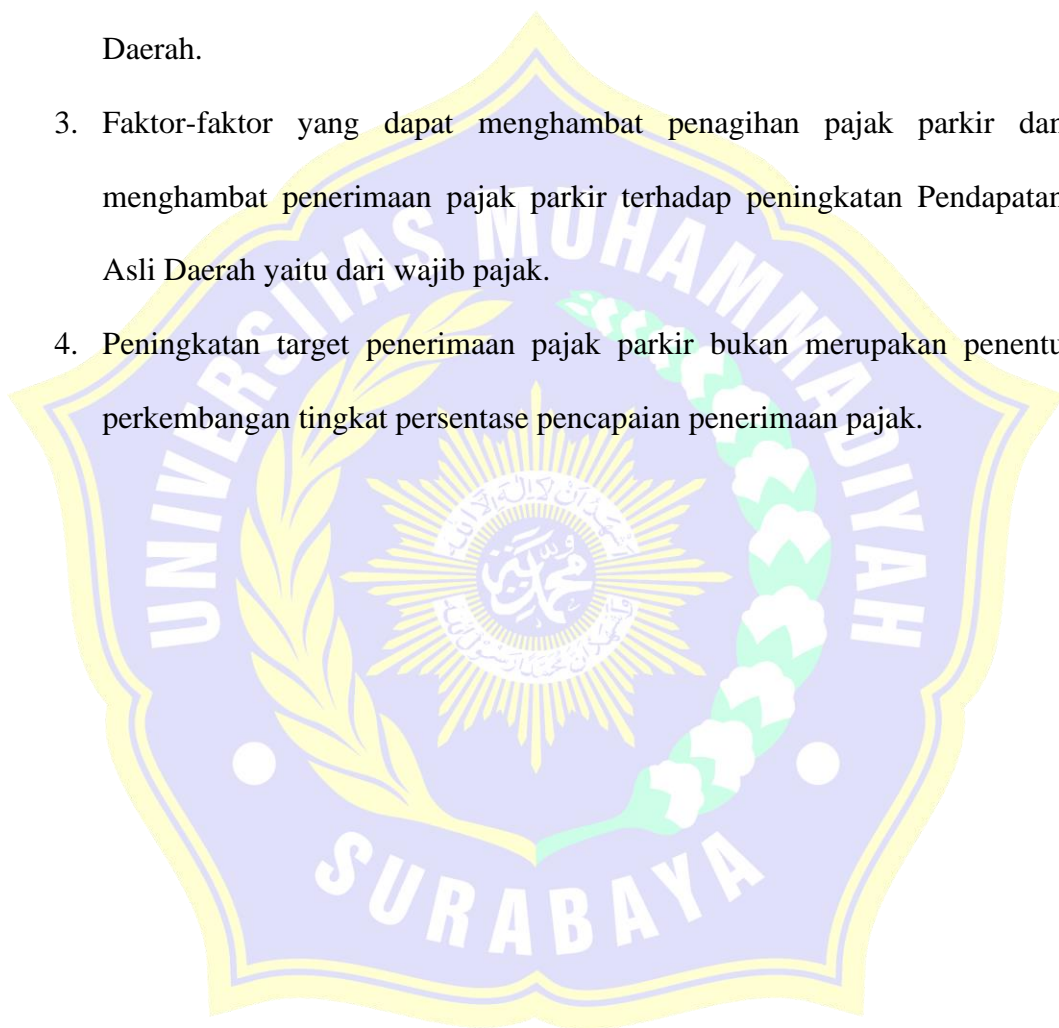 Daerah.
3. Faktor-faktor yang dapat menghambat penagihan pajak parkir dan
menghambat penerimaan pajak parkir terhadap peningkatan Pendapatan
Asli Daerah yaitu dari wajib pajak.
4. Peningkatan target penerimaan pajak parkir bukan merupakan penentu
perkembangan tingkat persentase pencapaian penerimaan pajak.
UNIVERSITAS MUHAMMADIYAH
محمد
SURABAYA